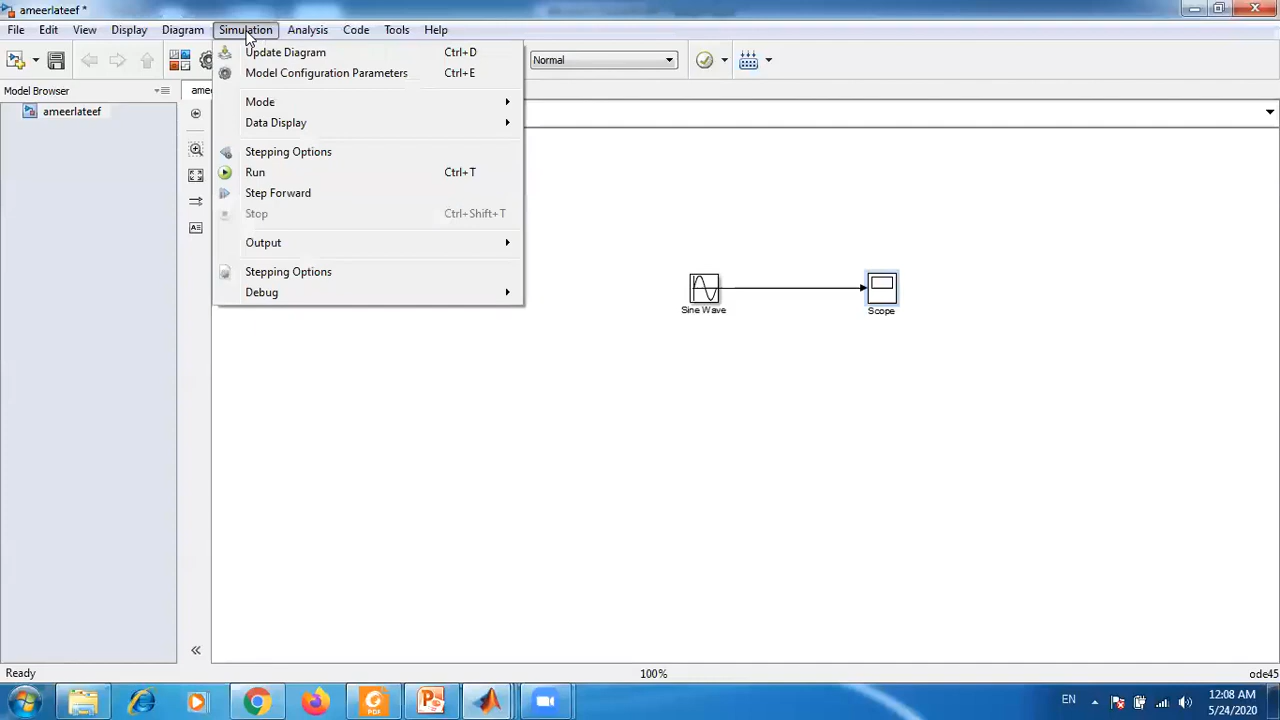 ameerlateef *
File Edit View Display Diagram Simulation Analysis Code Tools Help
Update Diagram Ctrl+D
Normal
Model Configuration Parameters Ctrl+E
Model Browser
ame
Mode
ameerlateef
Data Display
Stepping Options
Run Ctrl+T
Step Forward
Stop Ctrl+Shift+T
Output
Stepping Options
Debug
Sine Wave
Scope
Ready 100% ode45
PDF
EN
12:08 AM
5/24/2020